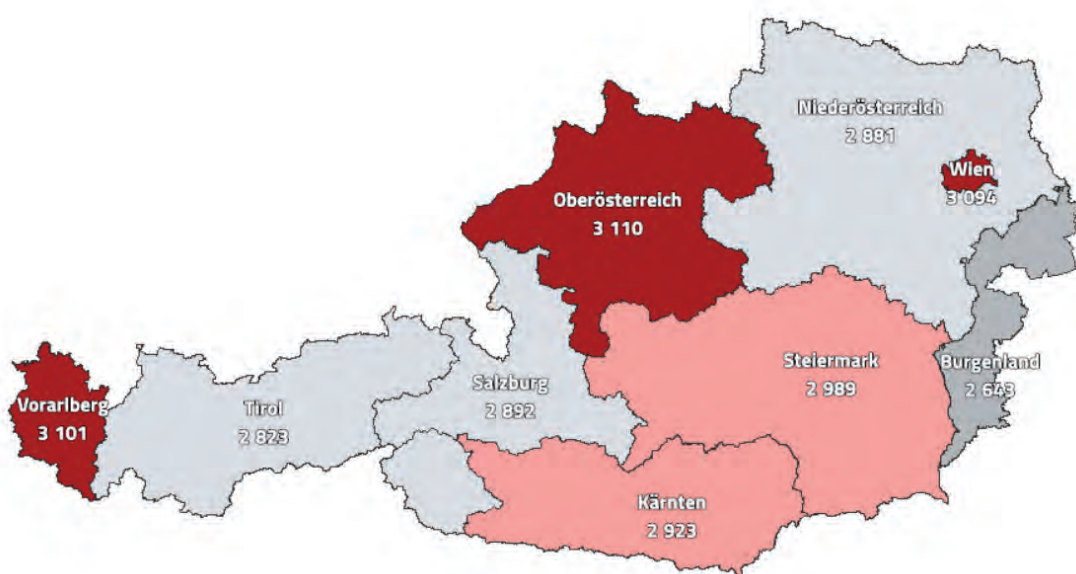 Niederösterreich
2 881
Wien
3 094
Oberösterreich
3 110
Steiermark
2 989
Burgenland
2 643
Salzburg
2 892
Tirol
2 823
Vorarlberg
3 101
Kärnten
2 923